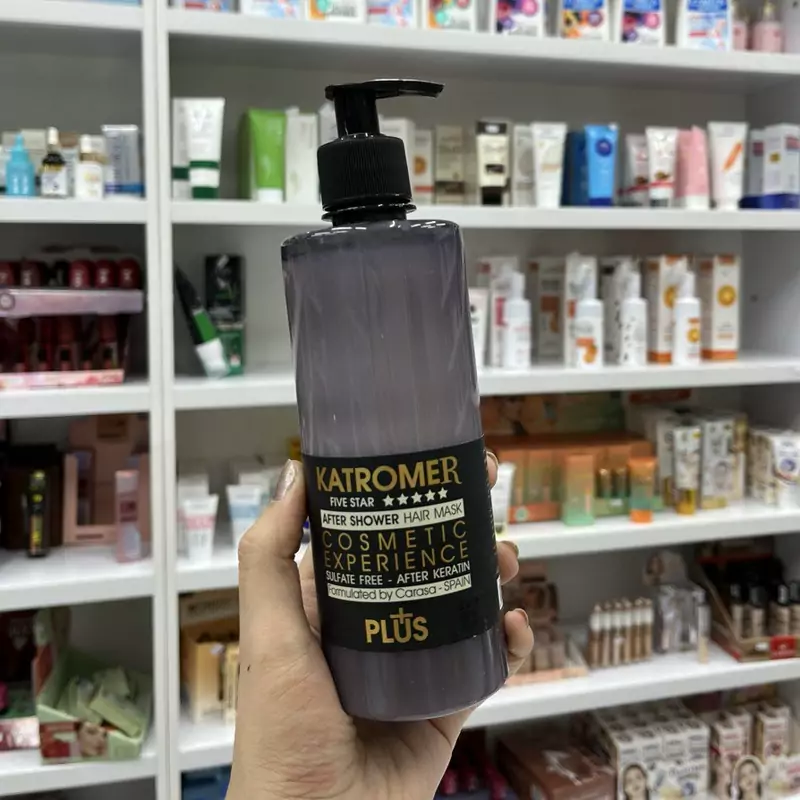 KATROMER
FIVE STAR ★★★★★
AFTER SHOWER HAIR MASK
COSMETIC
EXPERIENCE
SULFATE FREE - AFTER KERATIN
Formulated by Carasa - SPAIN
PLUS